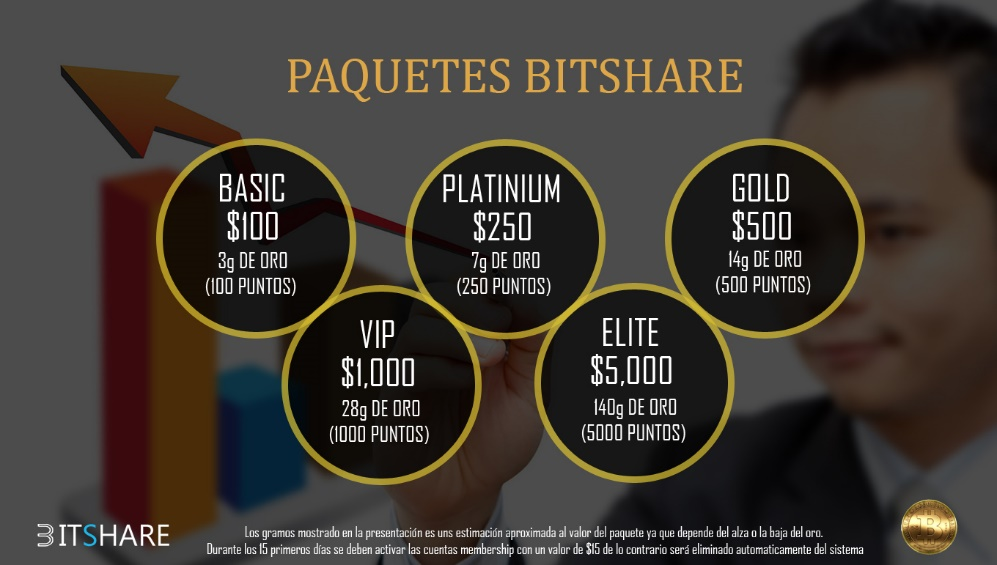 PAQUETES BITSHARE
BASIC
$100
3g DE ORO
(100 PUNTOS)
PLATINIUM
$250
7g DE ORO
(250 PUNTOS)
GOLD
$500
14g DE ORO
(500 PUNTOS)
VIP
$1,000
28g DE ORO
(1000 PUNTOS)
ELITE
$5,000
140g DE ORO
(5000 PUNTOS)
BITSHARE
Los gramos mostrado en la presentación es uns estimación aproximada al valor del paquete ya que depende del alza o la baja del oro.
Durante los 15 primeros días se deben activar las cuentas membership con un valor de $15 de lo contrario será eliminado automaticamente del sistema
B